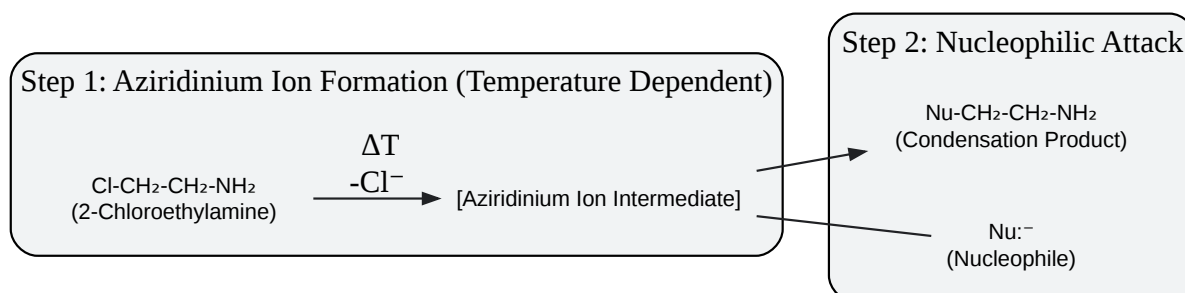 Step 1: Aziridinium Ion Formation (Temperature Dependent)
Cl-CH₂-CH₂-NH₂
(2-Chloroethylamine)
ΔT
-Cl⁻
[Aziridinium Ion Intermediate]
Step 2: Nucleophilic Attack
Nu-CH₂-CH₂-NH₂
(Condensation Product)
Nu:⁻
(Nucleophile)